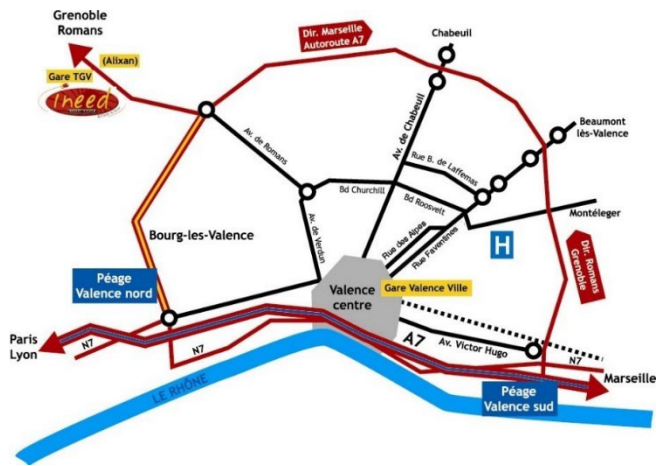 Grenoble
Romans
(Alixan)
Gare TGV
ineed
Dir. Marseille
Autoroute A7
Chabeuil
Beaumont
lès-Valence
Av. de Chabeuil
Rue B. de Laffemas
Av. de Romans
Bd Churchill
Bd Roosvelt
Montéleger
Av. de Verdun
Rue des Alpes
Rue Faventines
H
Bourg-les-Valence
Dir. Romans
Grenoble
Péage
Valence nord
Valence
centre
Gare Valence Ville
Paris
Lyon
N7
N7
A7
Av. Victor Hugo
N7
Marseille
LE RHÔNE
Péage
Valence sud